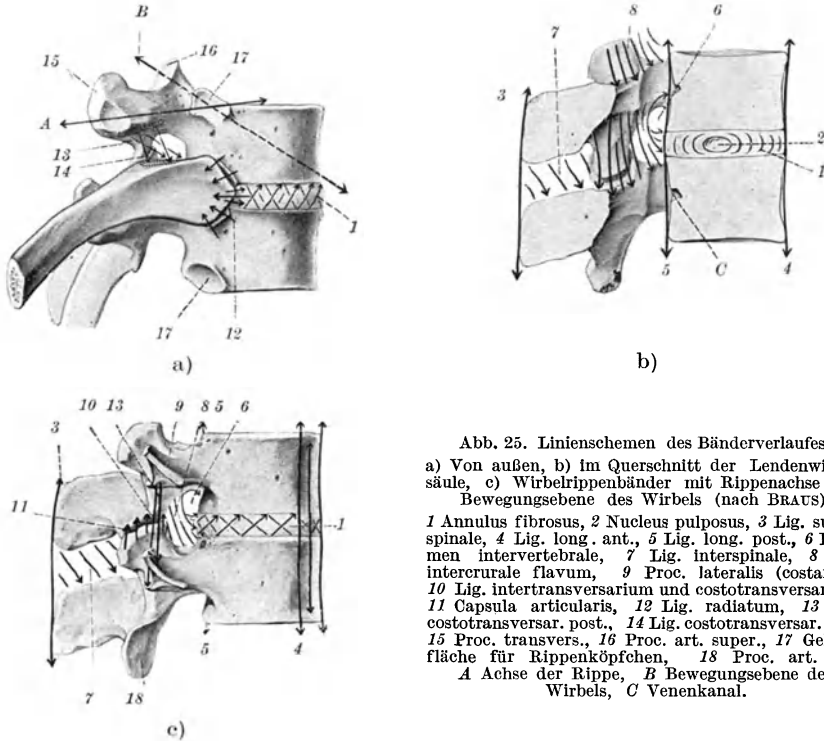 B
16
15
17
A
13
14
1
17
12
a)
8
6
7
3
2
1
5
C
4
b)
10 13 9 8 5 6
3
11
1
5
4
7
18
c)
Abb. 25. Linienschemen des Bänderverlaufes
a) Von außen, b) im Querschnitt der Lendenwi
säule, c) Wirbelrippenbänder mit Rippenachse
Bewegungsebene des Wirbels (nach BRAUS)
1 Annulus fibrosus, 2 Nucleus pulposus, 3 Lig. su
spinale, 4 Lig. long. ant., 5 Lig. long. post., 6
men intervertebrale, 7 Lig. interspinale, 8
intercrurale flavum, 9 Proc. lateralis (costa
10 Lig. intertransversarium und costotransversar
11 Capsula articularis, 12 Lig. radiatum, 13
costotransversar. post., 14 Lig. costotransversar.
15 Proc. transvers., 16 Proc. art. super., 17 Ge
fläche für Rippenköpfchen, 18 Proc. art.
A Achse der Rippe, B Bewegungsebene de
Wirbels, C Venenkanal.